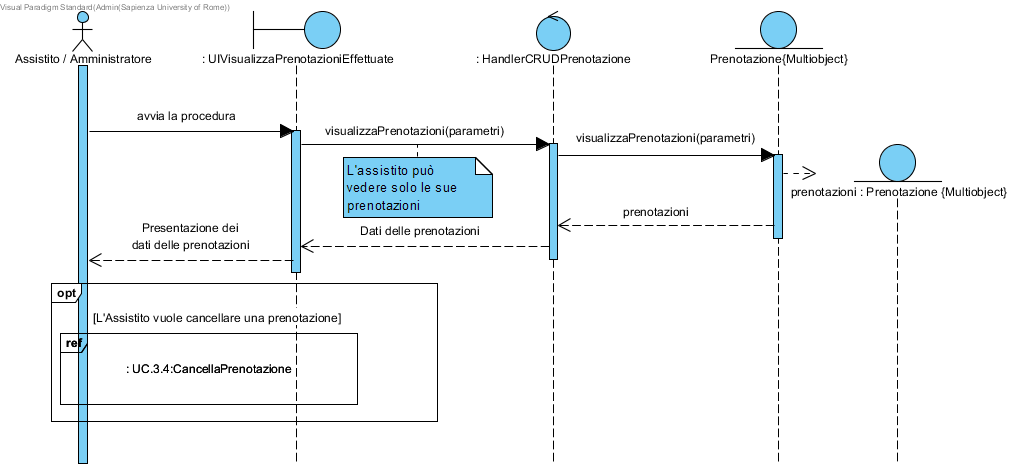 Visual Paradigm Standard(Admin(Sapienza University of Rome))
Assistito / Amministratore
: UIVisualizzaPrenotazioniEffettuate
: HandlerCRUDPrenotazione
Prenotazione{Multiobject}
avvia la procedura
visualizzaPrenotazioni(parametri)
visualizzaPrenotazioni(parametri)
L'assistito può
vedere solo le sue
prenotazioni
prenotazioni : Prenotazione {Multiobject}
prenotazioni
Dati delle prenotazioni
Presentazione dei
dati delle prenotazioni
opt
[L'Assistito vuole cancellare una prenotazione]
ref
: UC.3.4:CancellaPrenotazione